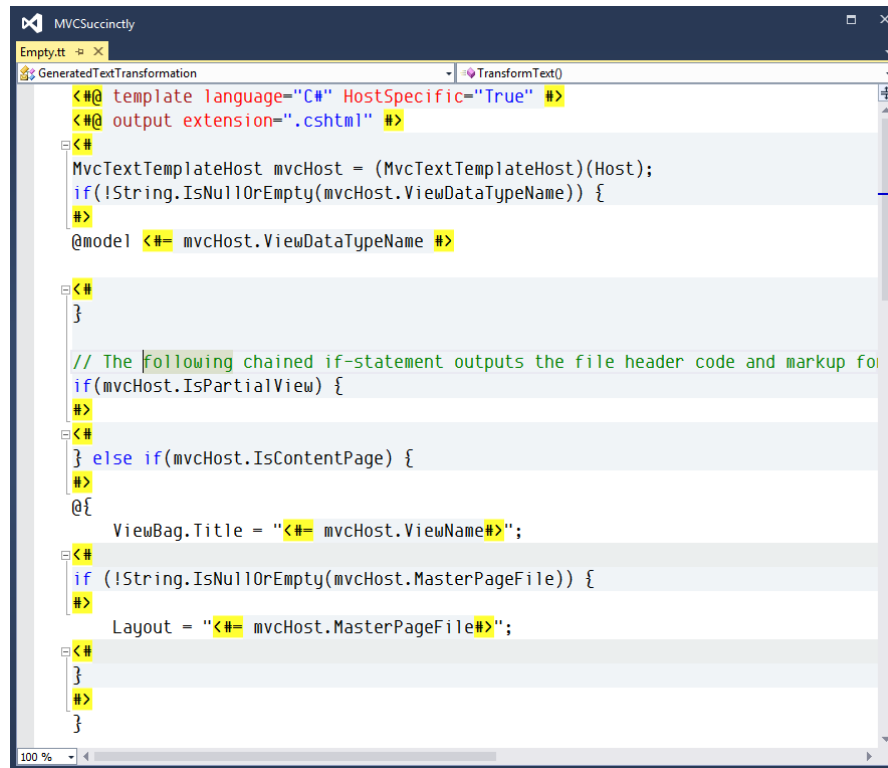 MVCSuccinctly
Empty.tt
GeneratedTextTransformation TransformText()
<#@ template language="C#" HostSpecific="True" #>
<#@ output extension=".cshtml" #>
<#
MvcTextTemplateHost mvcHost = (MvcTextTemplateHost)(Host);
if(!String.IsNullOrEmpty(mvcHost.ViewDataTypeName)) {
#>
@model <#= mvcHost.ViewDataTypeName #>
<#
}
// The following chained if-statement outputs the file header code and markup for
if(mvcHost.IsPartialView) {
#>
<#
} else if(mvcHost.IsContentPage) {
#>
@{
ViewBag.Title = "<#= mvcHost.ViewName#>";
<#
if (!String.IsNullOrEmpty(mvcHost.MasterPageFile)) {
#>
Layout = "<#= mvcHost.MasterPageFile#>";
<#
}
#>
}
100 %